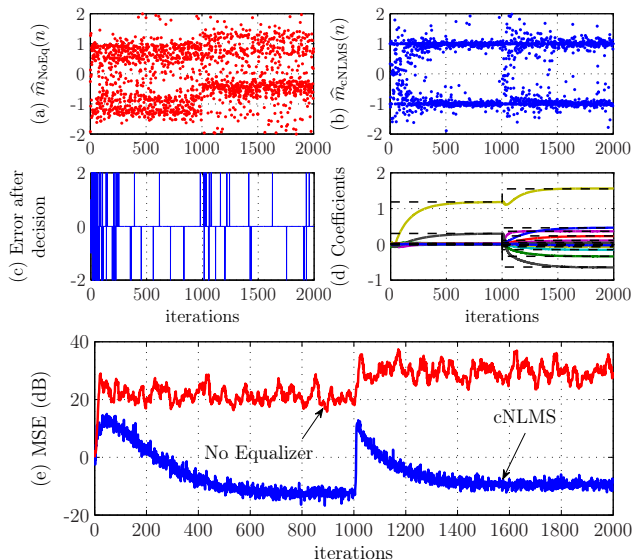 (a) m̂NoEq(n)
2
1
0
-1
-2
0 500 1000 1500 2000
(b) m̂cNLMS(n)
2
1
0
-1
-2
0 500 1000 1500 2000
(c) Error after
decision
2
0
2
0 500 1000 1500 2000
iterations
(d) Coefficients
2
1
0
1
0 500 1000 1500 2000
iterations
(e) MSE (dB)
40
20
0
-20
No Equalizer
cNLMS
0 200 400 600 800 1000 1200 1400 1600 1800 2000
iterations